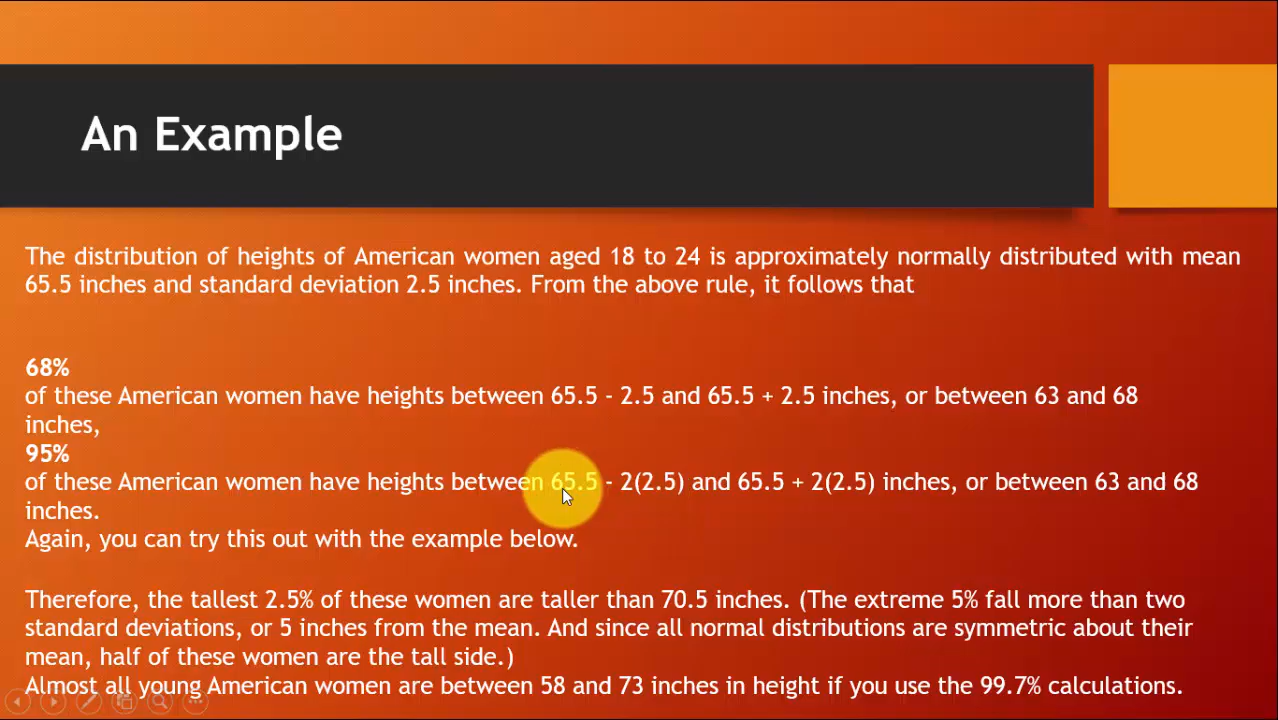 An Example
The distribution of heights of American women aged 18 to 24 is approximately normally distributed with mean
65.5 inches and standard deviation 2.5 inches. From the above rule, it follows that
68%
of these American women have heights between 65.5 - 2.5 and 65.5 + 2.5 inches, or between 63 and 68
inches,
95%
of these American women have heights between 65.5 - 2(2.5) and 65.5 + 2(2.5) inches, or between 63 and 68
inches.
Again, you can try this out with the example below.
Therefore, the tallest 2.5% of these women are taller than 70.5 inches. (The extreme 5% fall more than two
standard deviations, or 5 inches from the mean. And since all normal distributions are symmetric about their
mean, half of these women are the tall side.)
Almost all young American women are between 58 and 73 inches in height if you use the 99.7% calculations.